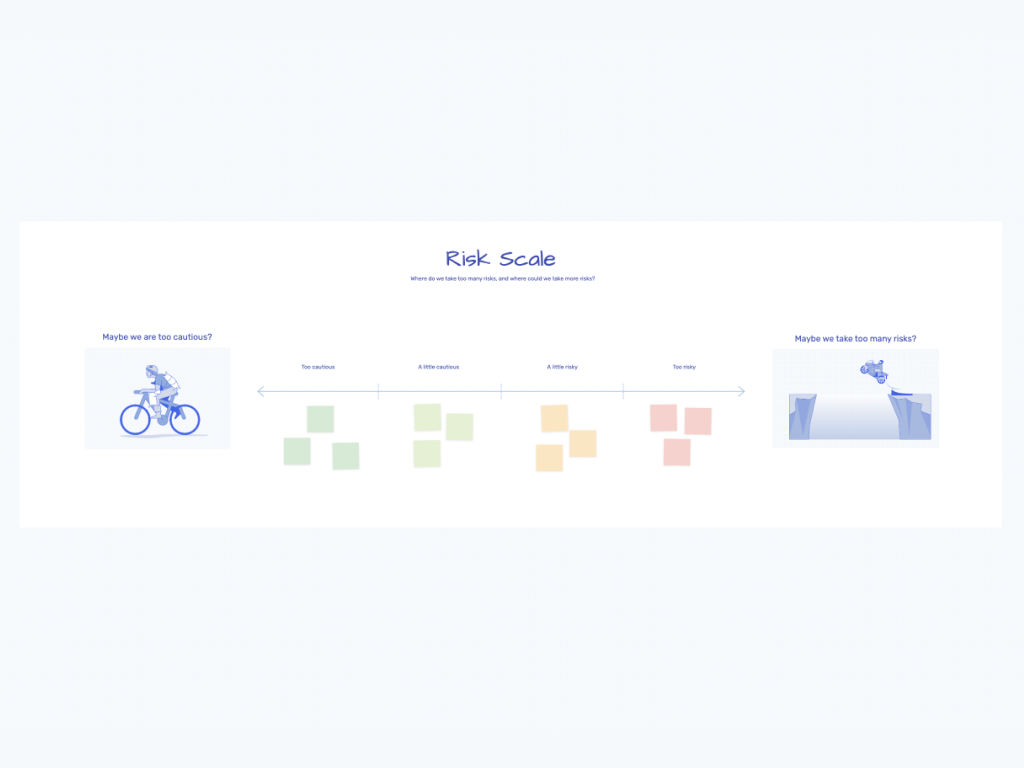 Risk Scale
Where do we take too many risks, and where could we take more risks?
Maybe we are too cautious?
Maybe we take too many risks?
Too cautious
A little cautious
A little risky
Too risky